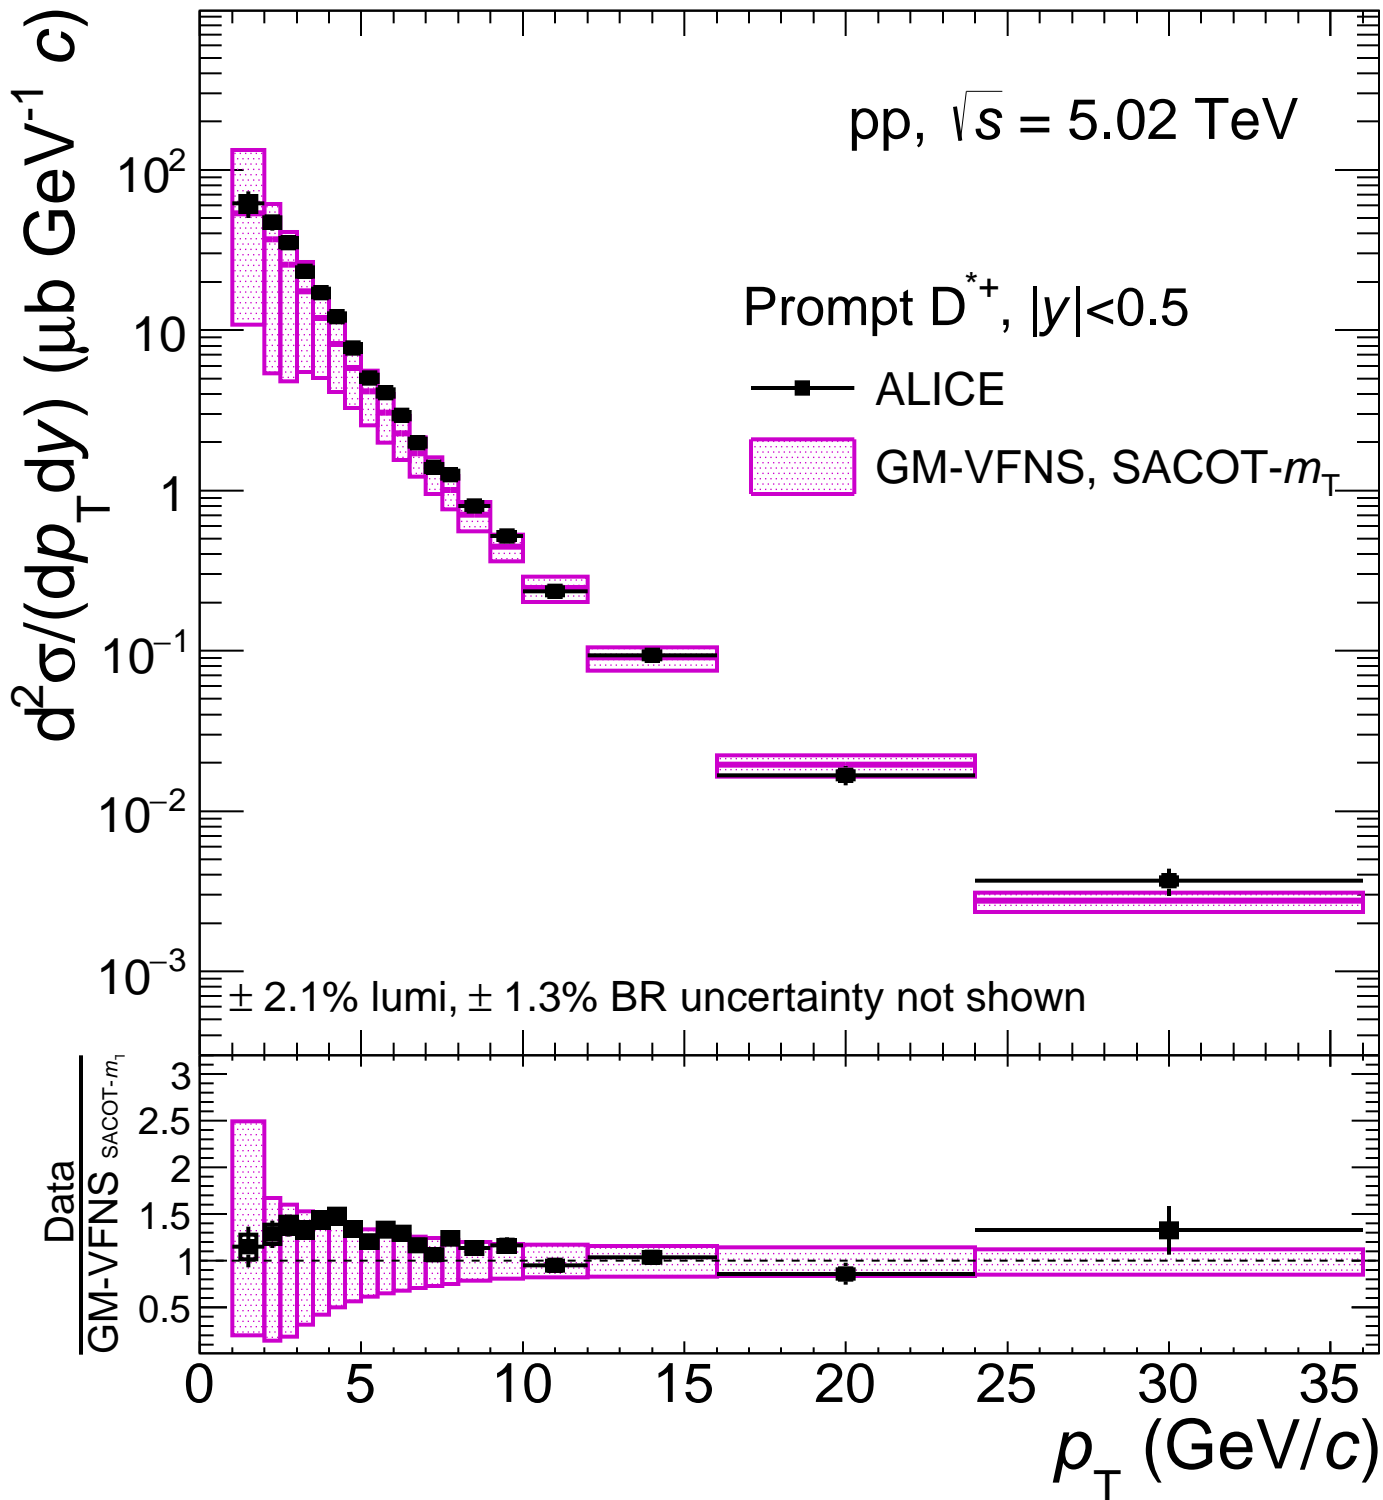 d²σ/(dp_T dy) (μb GeV⁻¹ c)
pp, √s = 5.02 TeV
Prompt D*⁺, |y|<0.5
ALICE
GM-VFNS, SACOT-m_T
10²
10
1
10⁻¹
10⁻²
10⁻³
± 2.1% lumi, ± 1.3% BR uncertainty not shown
Data
GM-VFNS SACOT-m_T
3
2.5
2
1.5
1
0.5
0 5 10 15 20 25 30 35
p_T (GeV/c)